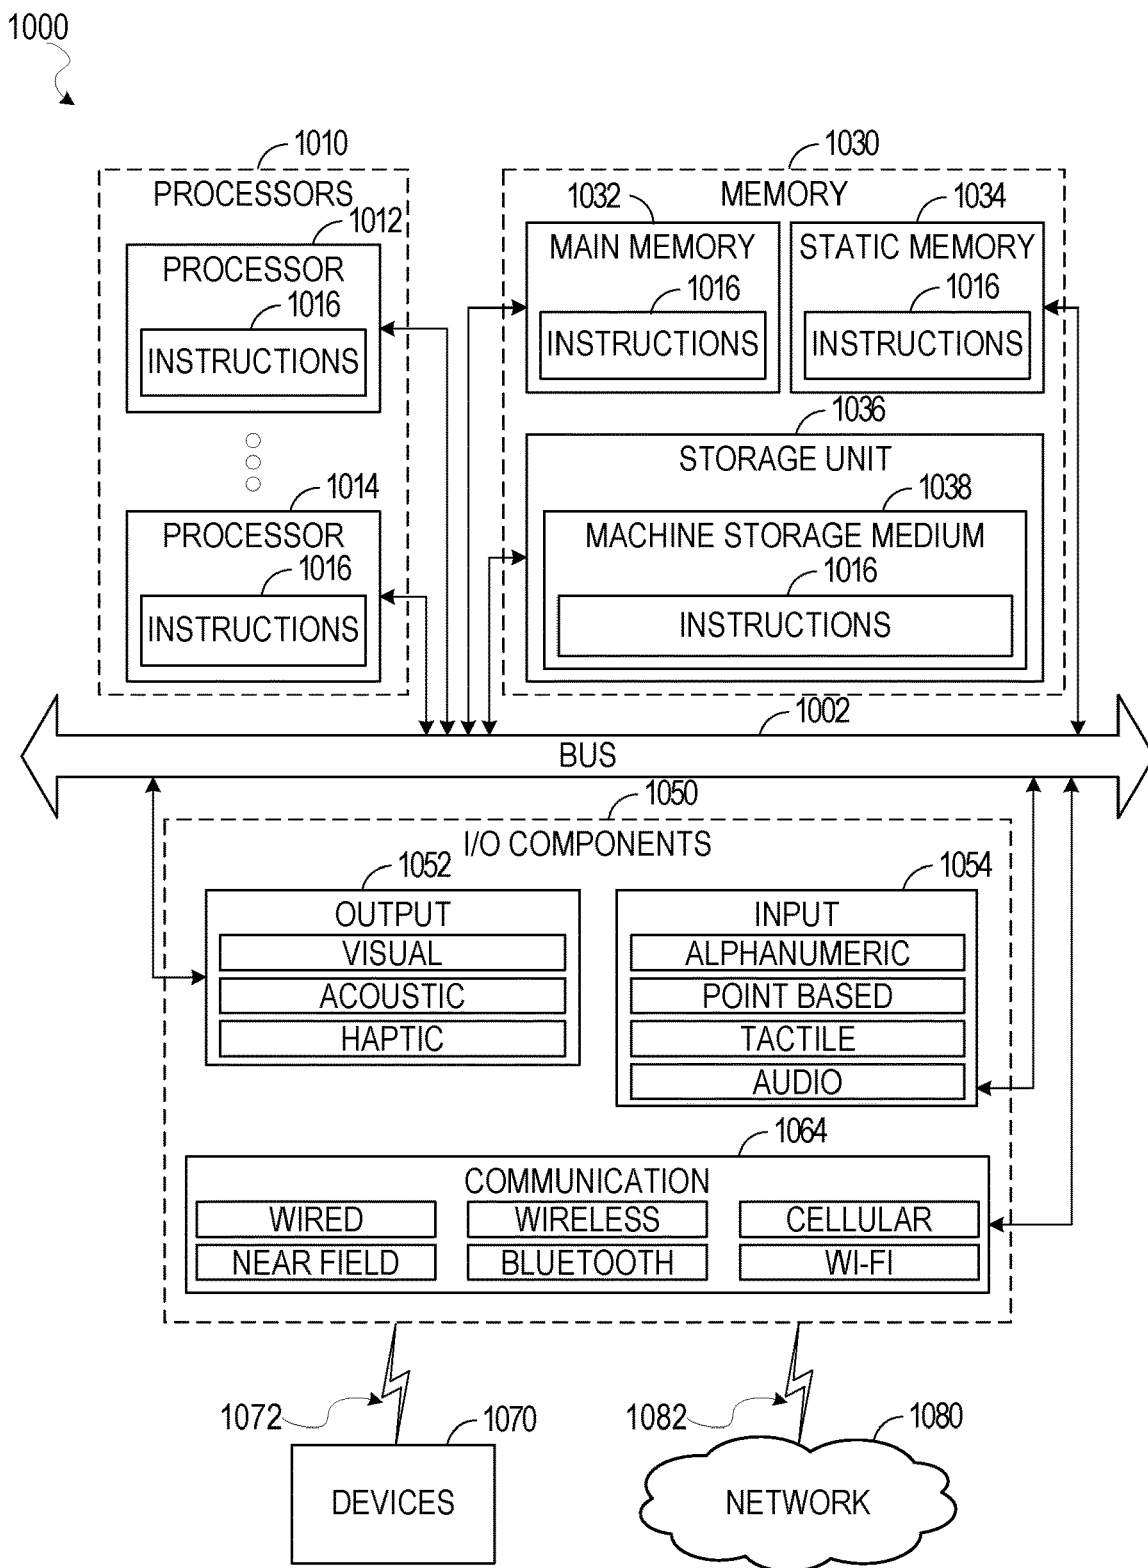 1000
1010
PROCESSORS
1012
PROCESSOR
1016
INSTRUCTIONS
1014
PROCESSOR
1016
INSTRUCTIONS
1030
MEMORY
1032
MAIN MEMORY
1016
INSTRUCTIONS
1034
STATIC MEMORY
1016
INSTRUCTIONS
1036
STORAGE UNIT
1038
MACHINE STORAGE MEDIUM
1016
INSTRUCTIONS
1002
BUS
1050
I/O COMPONENTS
1052
OUTPUT
VISUAL
ACOUSTIC
HAPTIC
1054
INPUT
ALPHANUMERIC
POINT BASED
TACTILE
AUDIO
1064
COMMUNICATION
WIRED
WIRELESS
CELLULAR
NEAR FIELD
BLUETOOTH
WI-FI
1072
1070
DEVICES
1082
1080
NETWORK